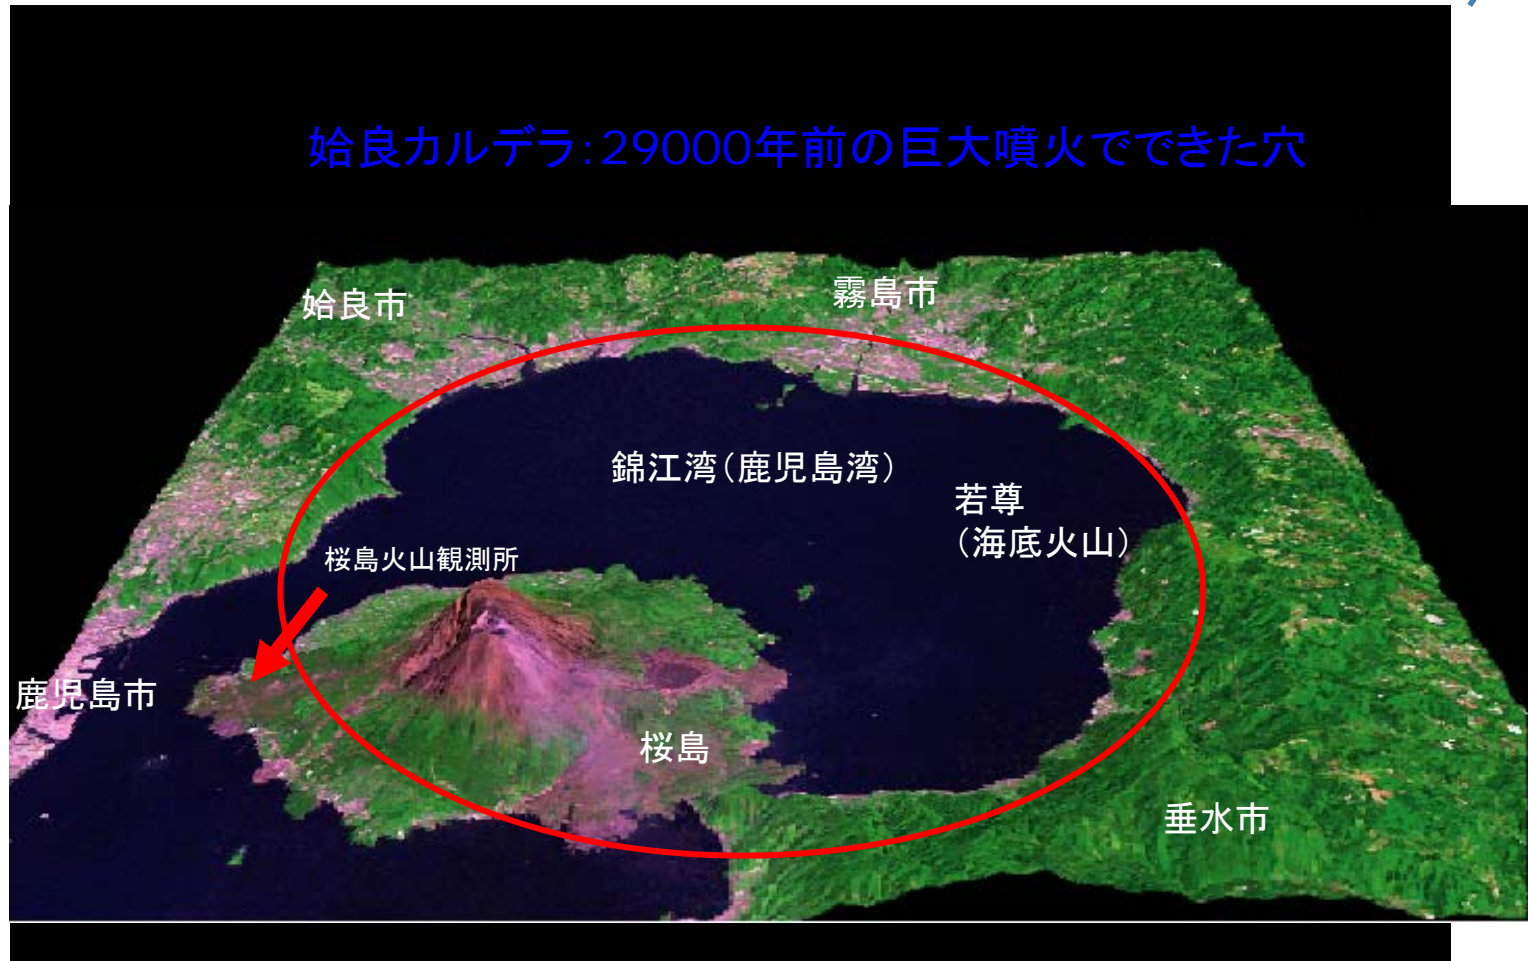 姶良カルデラ:29000年前の巨大噴火でできた穴
姶良市
霧島市
錦江湾(鹿児島湾)
若尊
(海底火山)
桜島火山観測所
鹿児島市
桜島
垂水市